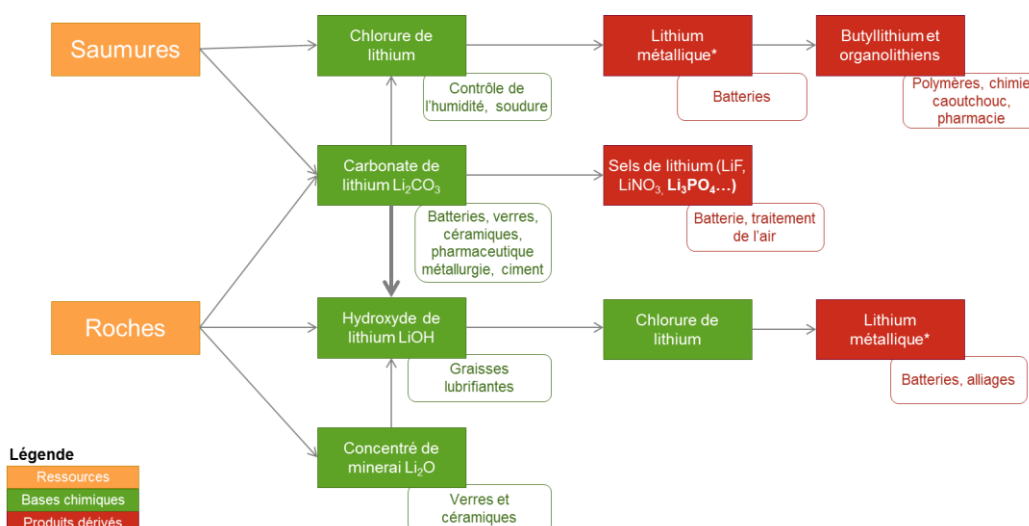 Saumures
Chlorure de
lithium
Lithium
métallique*
Butyllithium et
organolithiens
Contrôle de
l'humidité, soudure
Batteries
Polymères, chimie
caoutchouc,
pharmacie
Carbonate de
lithium Li₂CO₃
Sels de lithium (LiF,
LiNO₃, Li₃PO₄…)
Batteries, verres,
céramiques,
pharmaceutique
métallurgie, ciment
Batterie, traitement
de l'air
Roches
Hydroxyde de
lithium LiOH
Chlorure de
lithium
Lithium
métallique*
Graisses
lubrifiantes
Batteries, alliages
Concentré de
minerai Li₂O
Verres et
céramiques
Légende
Ressources
Bases chimiques
Produits dérivés